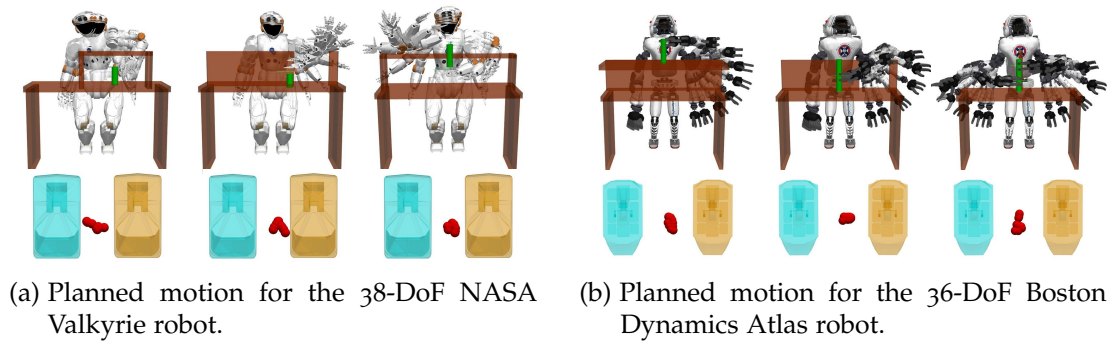 (a) Planned motion for the 38-DoF NASA
Valkyrie robot.
(b) Planned motion for the 36-DoF Boston
Dynamics Atlas robot.